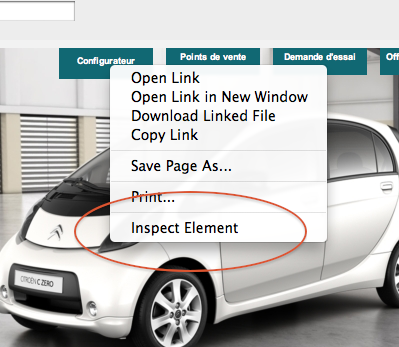 Configurateur
Points de vente
Demande d'essai
Off
Open Link
Open Link in New Window
Download Linked File
Copy Link
Save Page As...
Print...
Inspect Element
CITROËN C ZERO